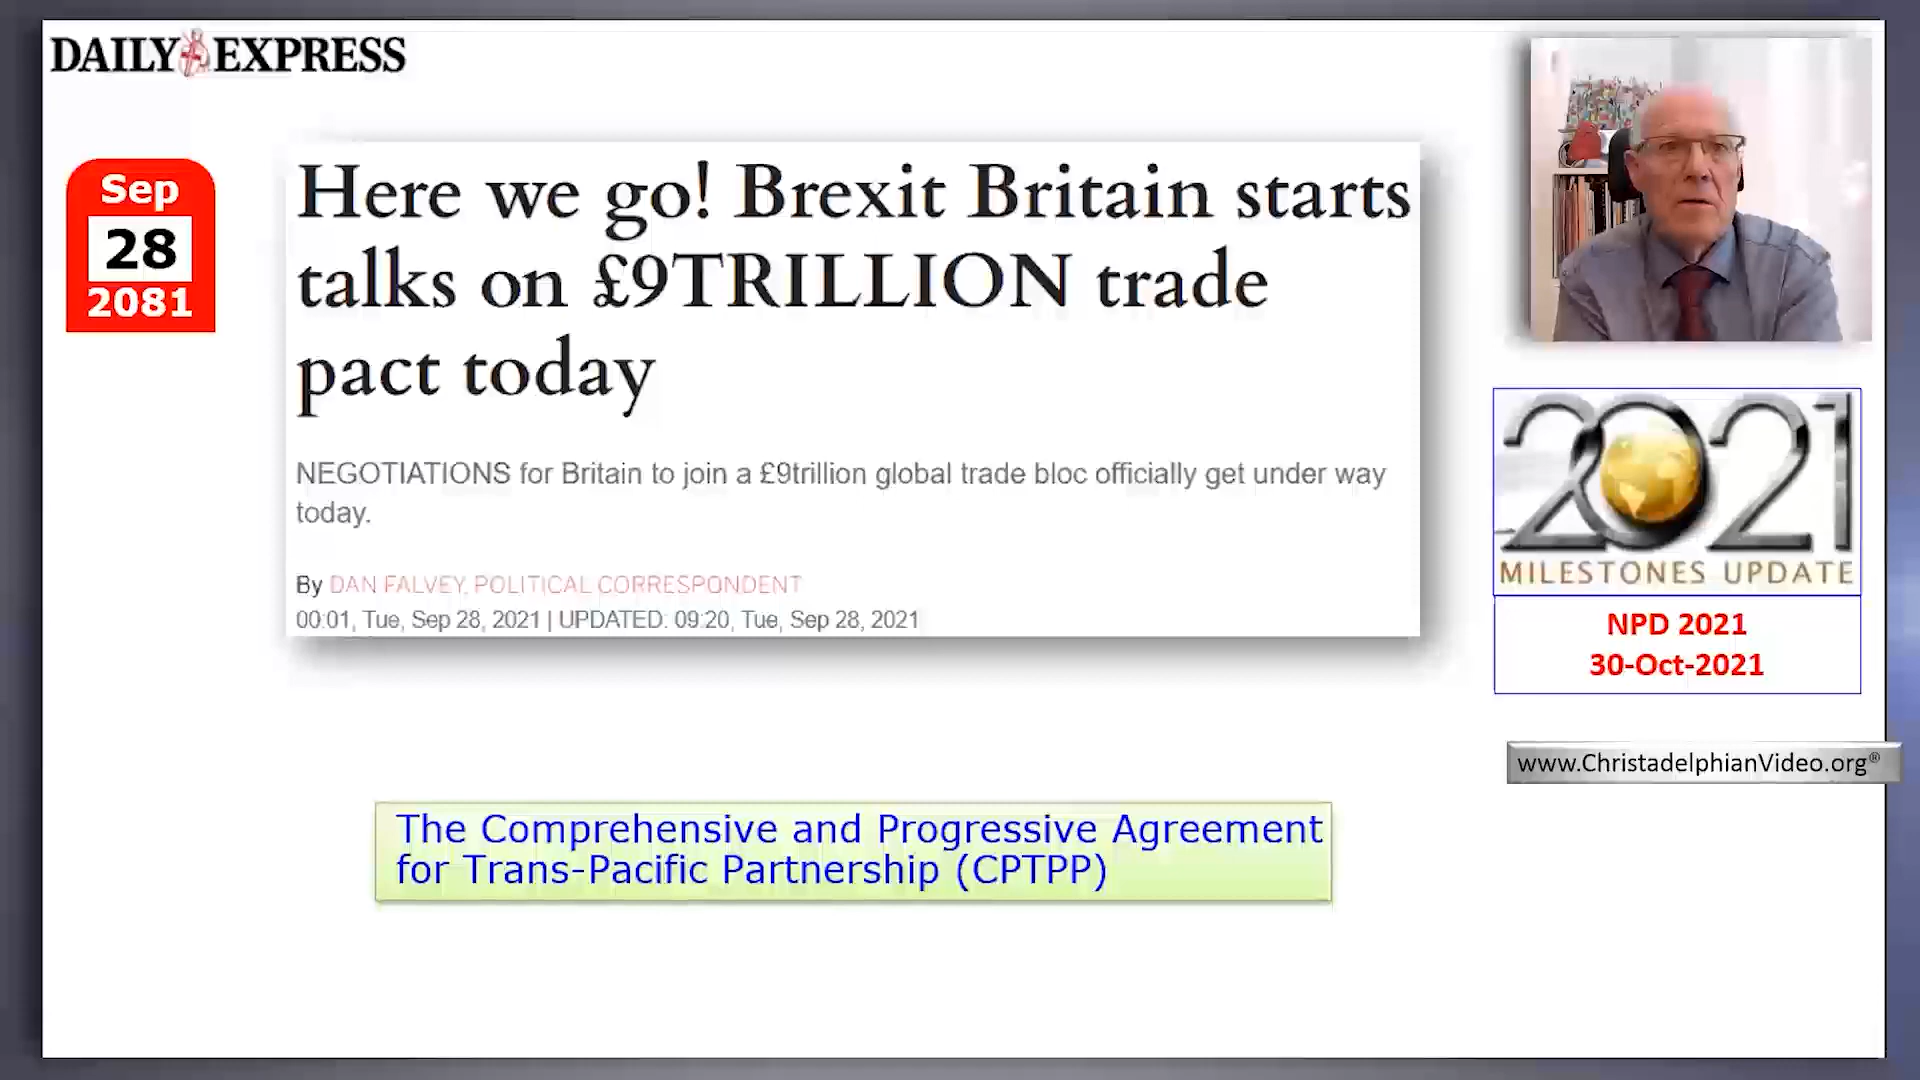 DAILY EXPRESS
Sep
28
2081
Here we go! Brexit Britain starts
talks on £9TRILLION trade
pact today
NEGOTIATIONS for Britain to join a £9trillion global trade bloc officially get under way
today.
By DAN FALVEY, POLITICAL CORRESPONDENT
00:01, Tue, Sep 28, 2021 | UPDATED: 09:20, Tue, Sep 28, 2021
2021
MILESTONES UPDATE
NPD 2021
30-Oct-2021
www.ChristadelphianVideo.org®
The Comprehensive and Progressive Agreement
for Trans-Pacific Partnership (CPTPP)